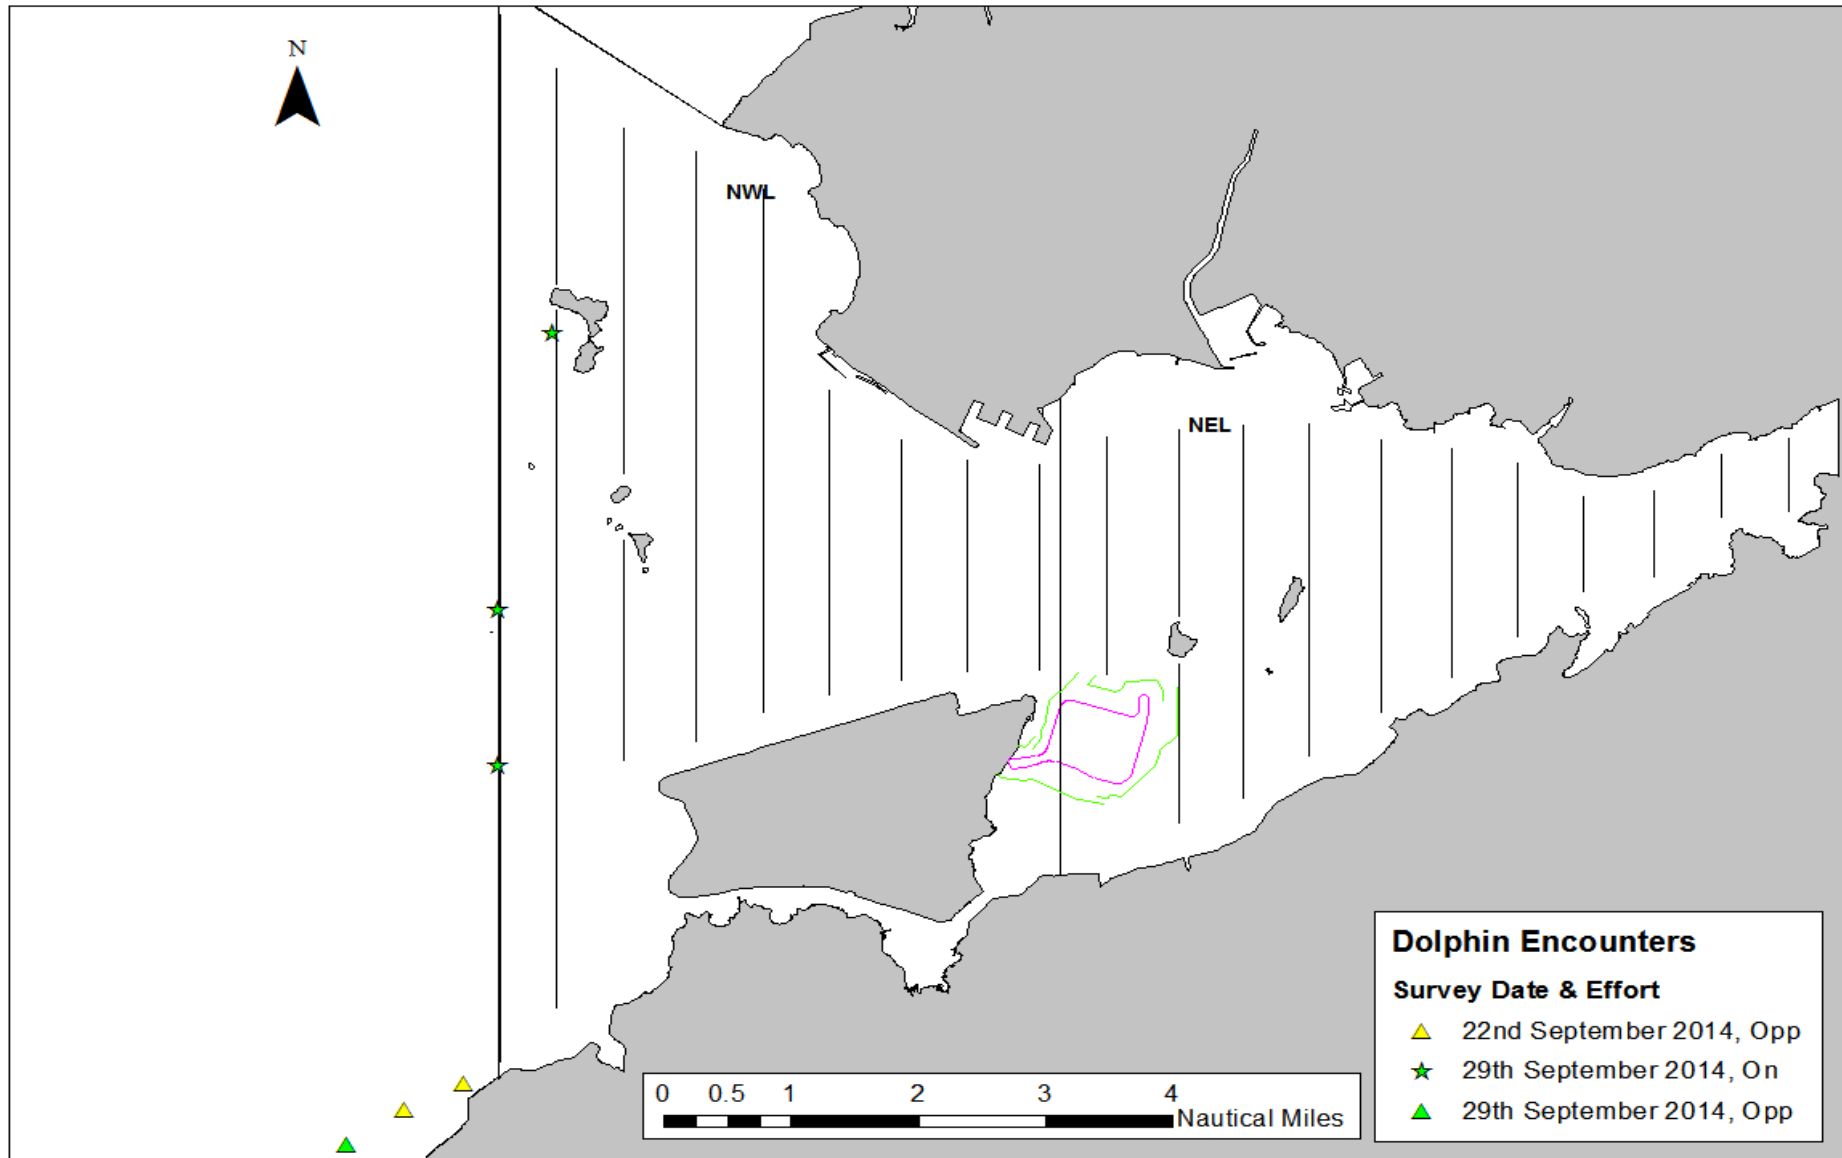 N
NWL
NEL
Dolphin Encounters
Survey Date & Effort
22nd September 2014, Opp
29th September 2014, On
29th September 2014, Opp
0 0.5 1 2 3 4
Nautical Miles